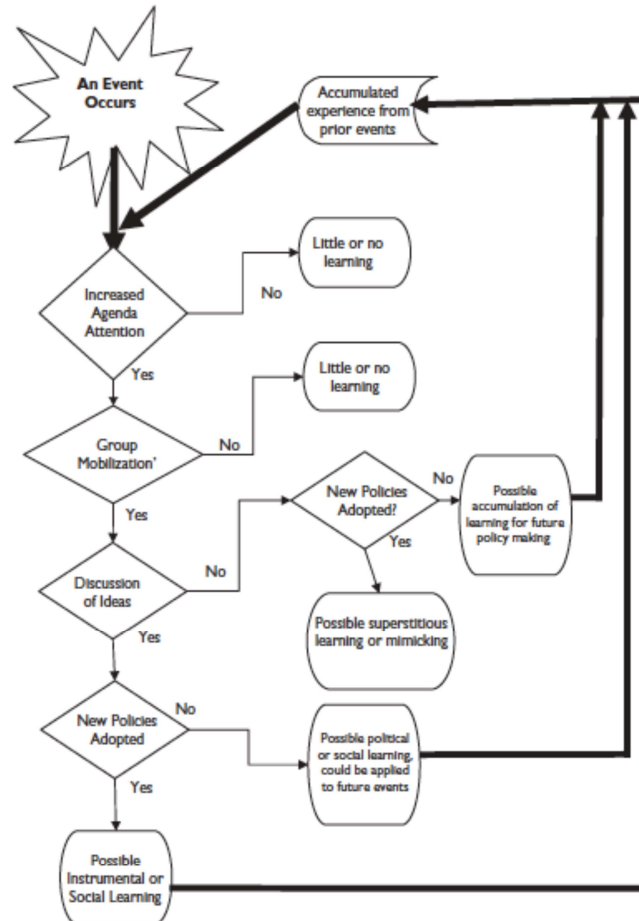 An Event
Occurs
Accumulated
experience from
prior events
Little or no
learning
Increased
Agenda
Attention
No
Yes
Little or no
learning
Group
Mobilization'
No
Yes
New Policies
Adopted?
No
Possible
accumulation of
learning for future
policy making
Yes
Discussion
of Ideas
No
Yes
Possible superstitious
learning or mimicking
New Policies
Adopted
No
Possible political
or social learning,
could be applied
to future events
Yes
Possible
Instrumental or
Social Learning